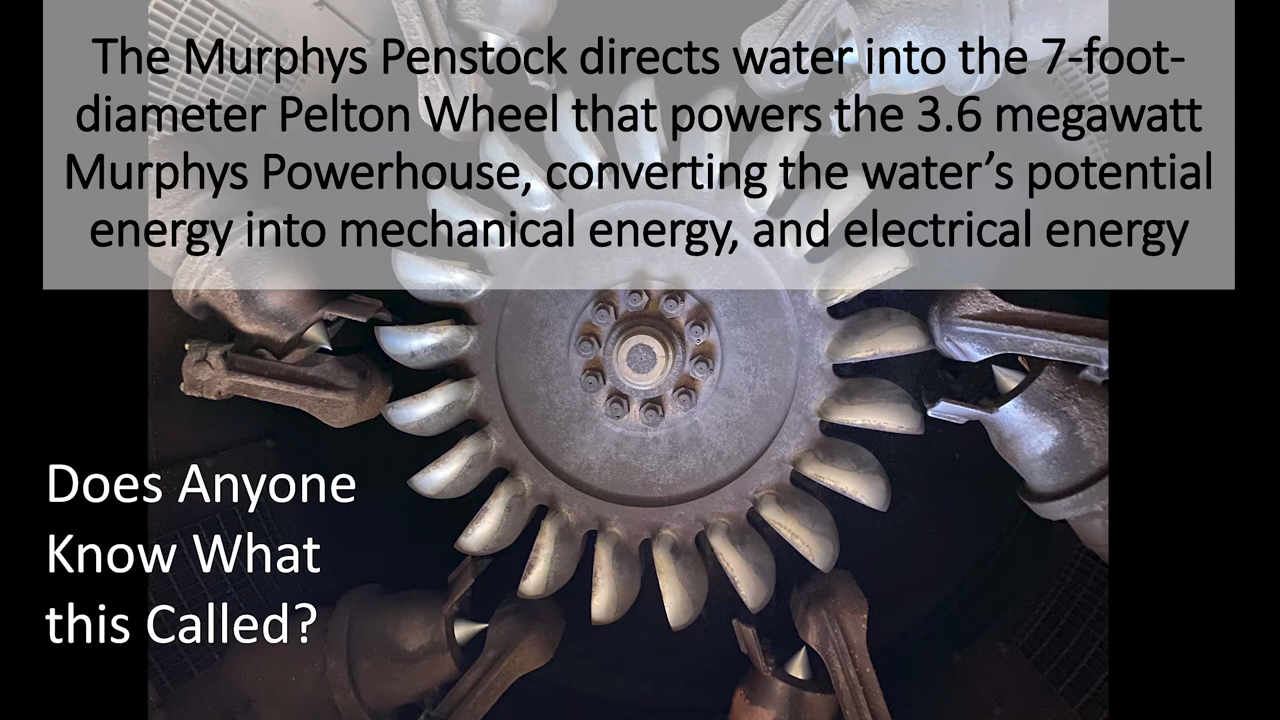 The Murphys Penstock directs water into the 7-foot-
diameter Pelton Wheel that powers the 3.6 megawatt
Murphys Powerhouse, converting the water’s potential
energy into mechanical energy, and electrical energy
Does Anyone
Know What
this Called?